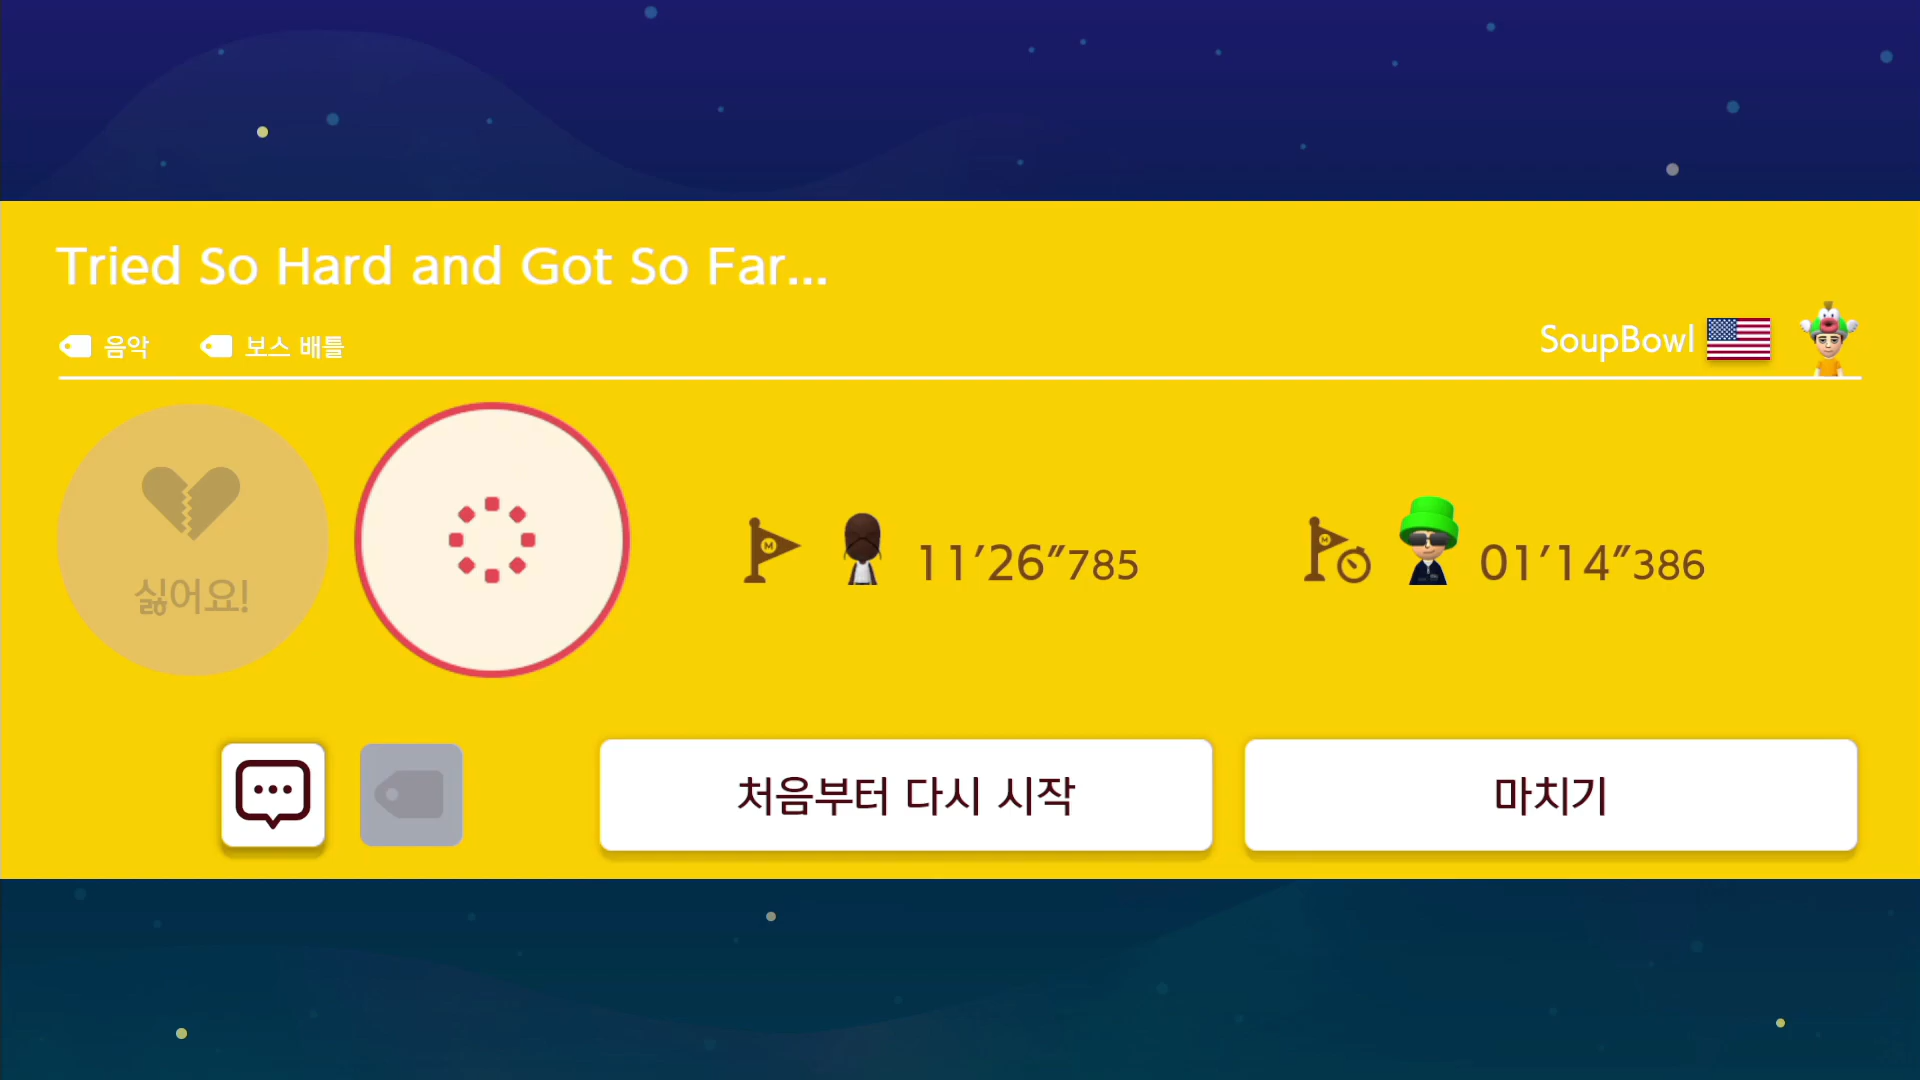 Tried So Hard and Got So Far...
음악 보스 배틀
SoupBowl
싫어요!
M 11′26″785
M 01′14″386
처음부터 다시 시작
마치기